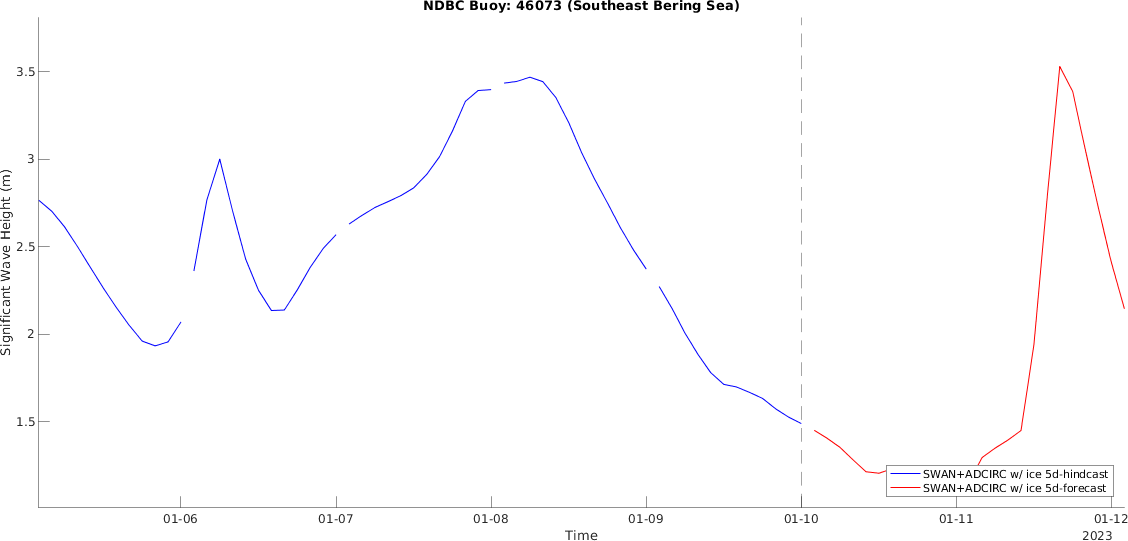 NDBC Buoy: 46073 (Southeast Bering Sea)
Significant Wave Height (m)
3.5
3
2.5
2
1.5
SWAN+ADCIRC w/ ice 5d-hindcast
SWAN+ADCIRC w/ ice 5d-forecast
01-06 01-07 01-08 01-09 01-10 01-11 01-12
Time
2023